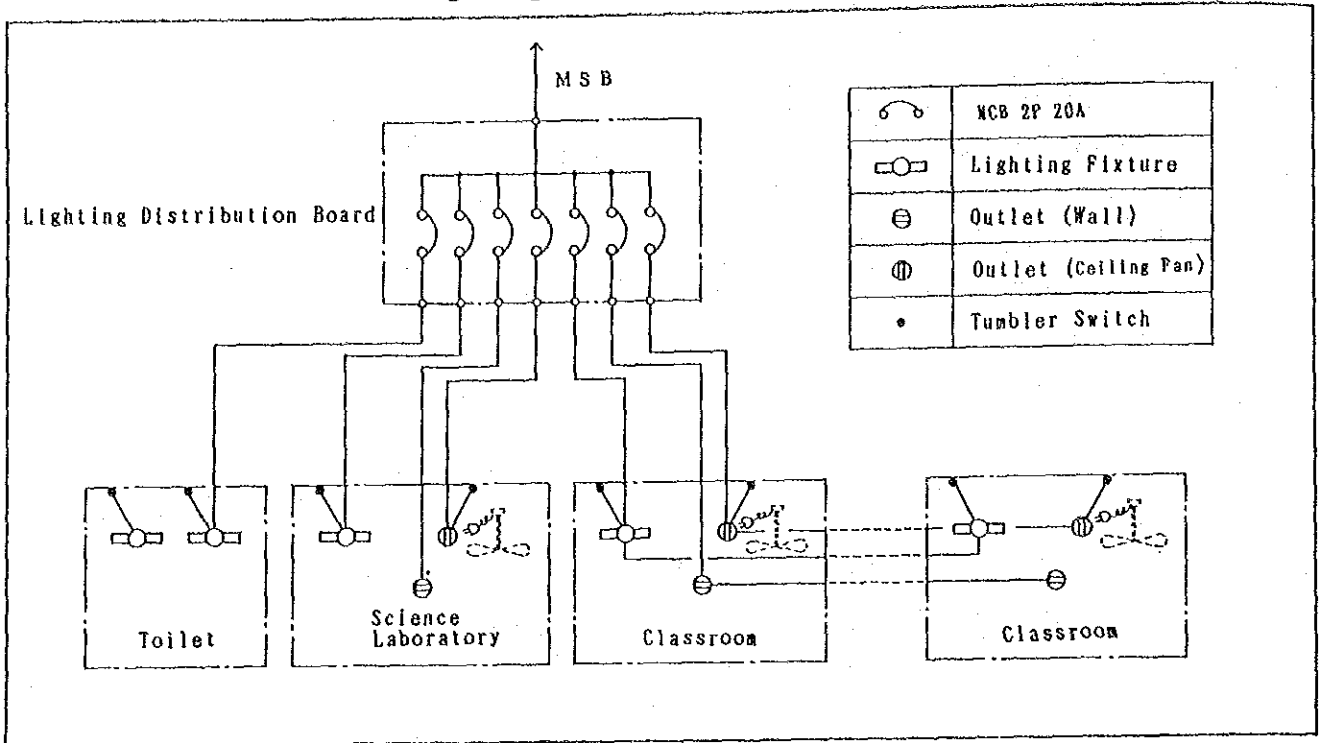 MSB
Lighting Distribution Board
MCB 2P 20A
Lighting Fixture
Outlet (Wall)
Outlet (Ceiling Fan)
Tumbler Switch
Toilet
Science
Laboratory
Classroom
Classroom